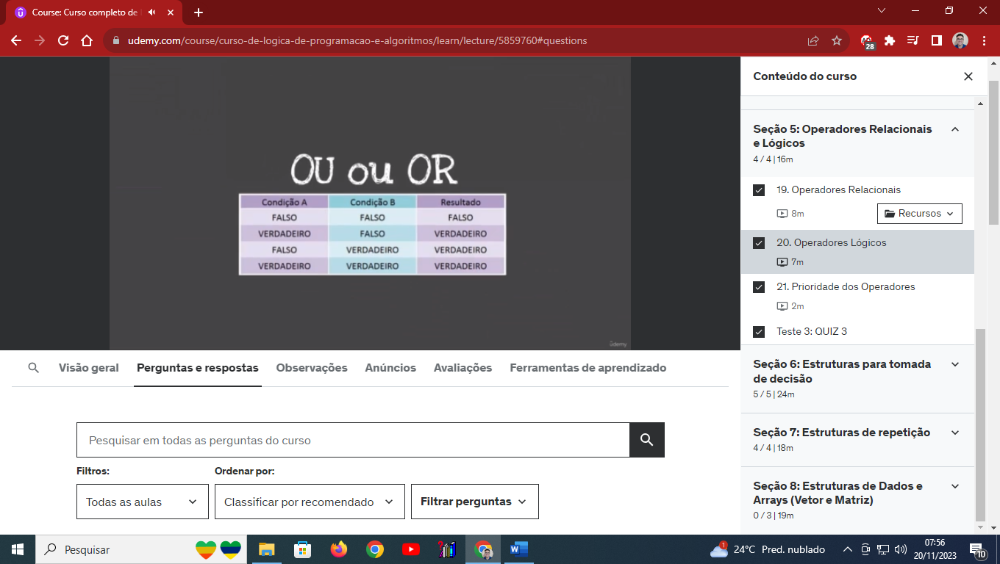 Course: Curso completo de
udemy.com/course/curso-de-logica-de-programacao-e-algoritmos/learn/lecture/5859760#questions
28
OU ou OR
Condição A Condição B Resultado
FALSO FALSO FALSO
VERDADEIRO FALSO VERDADEIRO
FALSO VERDADEIRO VERDADEIRO
VERDADEIRO VERDADEIRO VERDADEIRO
ûdemy
Conteúdo do curso
Seção 5: Operadores Relacionais
e Lógicos
4 / 4 | 16m
19. Operadores Relacionais
8m
Recursos
20. Operadores Lógicos
7m
21. Prioridade dos Operadores
2m
Teste 3: QUIZ 3
Seção 6: Estruturas para tomada
de decisão
5 / 5 | 24m
Seção 7: Estruturas de repetição
4 / 4 | 18m
Seção 8: Estruturas de Dados e
Arrays (Vetor e Matriz)
0 / 3 | 19m
Visão geral Perguntas e respostas Observações Anúncios Avaliações Ferramentas de aprendizado
Pesquisar em todas as perguntas do curso
Filtros: Ordenar por:
Todas as aulas Classificar por recomendado Filtrar perguntas
Pesquisar
1
24°C Pred. nublado
07:56
20/11/2023
10